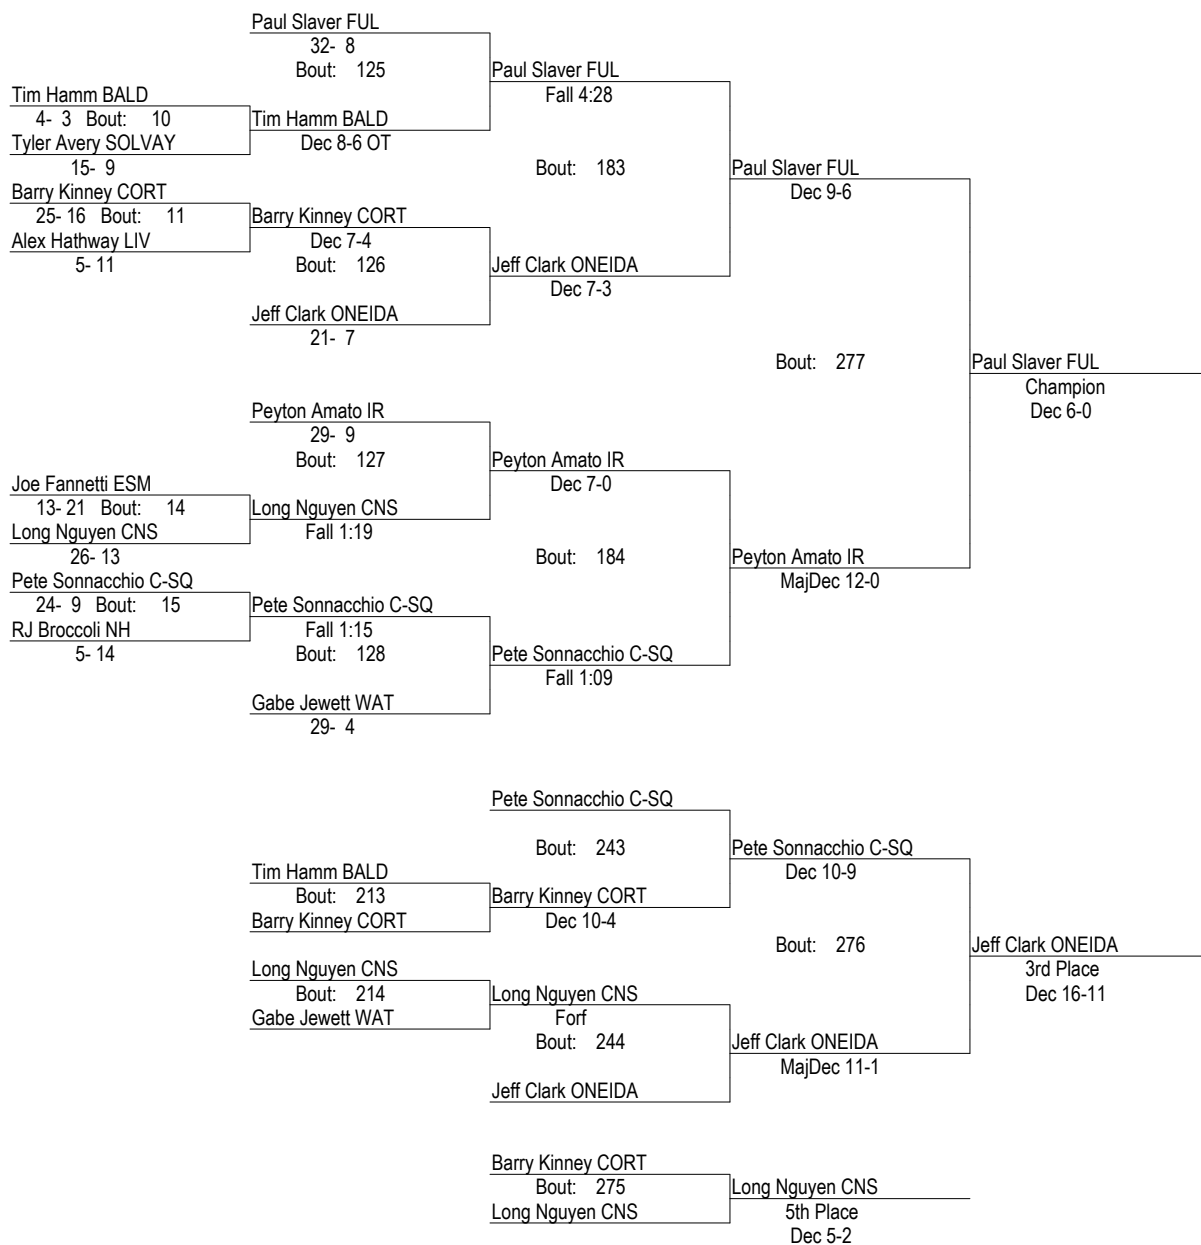 Paul Slaver FUL
32- 8
Bout: 125
Paul Slaver FUL
Fall 4:28
Tim Hamm BALD
4- 3 Bout: 10
Tim Hamm BALD
Dec 8-6 OT
Tyler Avery SOLVAY
15- 9
Bout: 183
Paul Slaver FUL
Dec 9-6
Barry Kinney CORT
25- 16 Bout: 11
Barry Kinney CORT
Dec 7-4
Alex Hathway LIV
5- 11
Bout: 126
Jeff Clark ONEIDA
Dec 7-3
Jeff Clark ONEIDA
21- 7
Bout: 277
Paul Slaver FUL
Champion
Dec 6-0
Peyton Amato IR
29- 9
Bout: 127
Peyton Amato IR
Dec 7-0
Joe Fannetti ESM
13- 21 Bout: 14
Long Nguyen CNS
Fall 1:19
Long Nguyen CNS
26- 13
Bout: 184
Peyton Amato IR
MajDec 12-0
Pete Sonnacchio C-SQ
24- 9 Bout: 15
Pete Sonnacchio C-SQ
Fall 1:15
RJ Broccoli NH
5- 14
Bout: 128
Pete Sonnacchio C-SQ
Fall 1:09
Gabe Jewett WAT
29- 4
Pete Sonnacchio C-SQ
Bout: 243
Pete Sonnacchio C-SQ
Dec 10-9
Tim Hamm BALD
Bout: 213
Barry Kinney CORT
Dec 10-4
Barry Kinney CORT
Bout: 276
Jeff Clark ONEIDA
3rd Place
Dec 16-11
Long Nguyen CNS
Bout: 214
Long Nguyen CNS
Forf
Gabe Jewett WAT
Bout: 244
Jeff Clark ONEIDA
MajDec 11-1
Jeff Clark ONEIDA
Barry Kinney CORT
Bout: 275
Long Nguyen CNS
5th Place
Dec 5-2
Long Nguyen CNS